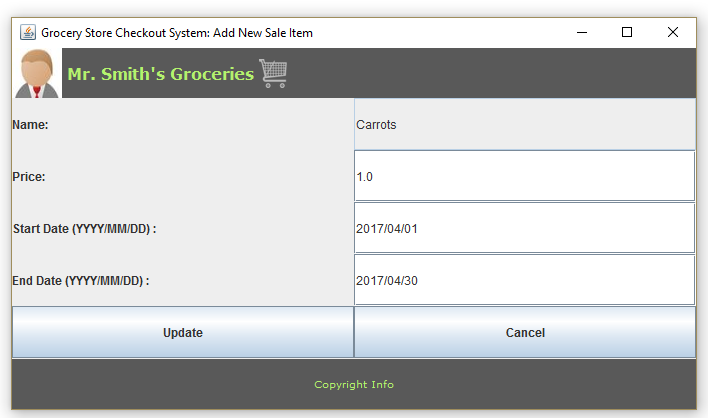 Grocery Store Checkout System: Add New Sale Item
Mr. Smith's Groceries
Name: Carrots
Price: 1.0
Start Date (YYYY/MM/DD) : 2017/04/01
End Date (YYYY/MM/DD) : 2017/04/30
Update Cancel
Copyright Info